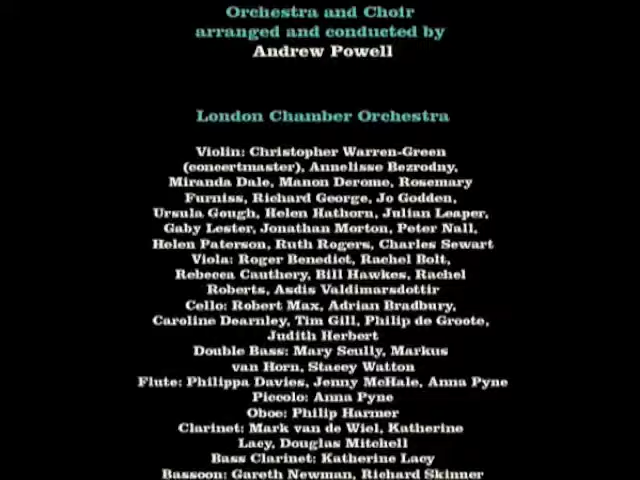 Orchestra and Choir
arranged and conducted by
Andrew Powell
London Chamber Orchestra
Violin: Christopher Warren-Green
(concertmaster), Annelisse Bezrodny,
Miranda Dale, Manon Derome, Rosemary
Furniss, Richard George, Jo Godden,
Ursula Gough, Helen Hathorn, Julian Leaper,
Gaby Lester, Jonathan Morton, Peter Nall,
Helen Paterson, Ruth Rogers, Charles Sewart
Viola: Roger Benedict, Rachel Bolt,
Rebecca Cauthery, Bill Hawkes, Rachel
Roberts, Asdis Valdimarsdottir
Cello: Robert Max, Adrian Bradbury,
Caroline Dearnley, Tim Gill, Philip de Groote,
Judith Herbert
Double Bass: Mary Scully, Markus
van Horn, Stacey Watton
Flute: Philippa Davies, Jenny McHale, Anna Pyne
Piccolo: Anna Pyne
Oboe: Philip Harmer
Clarinet: Mark van de Wiel, Katherine
Lacy, Douglas Mitchell
Bass Clarinet: Katherine Lacy
Bassoon: Gareth Newman, Richard Skinner